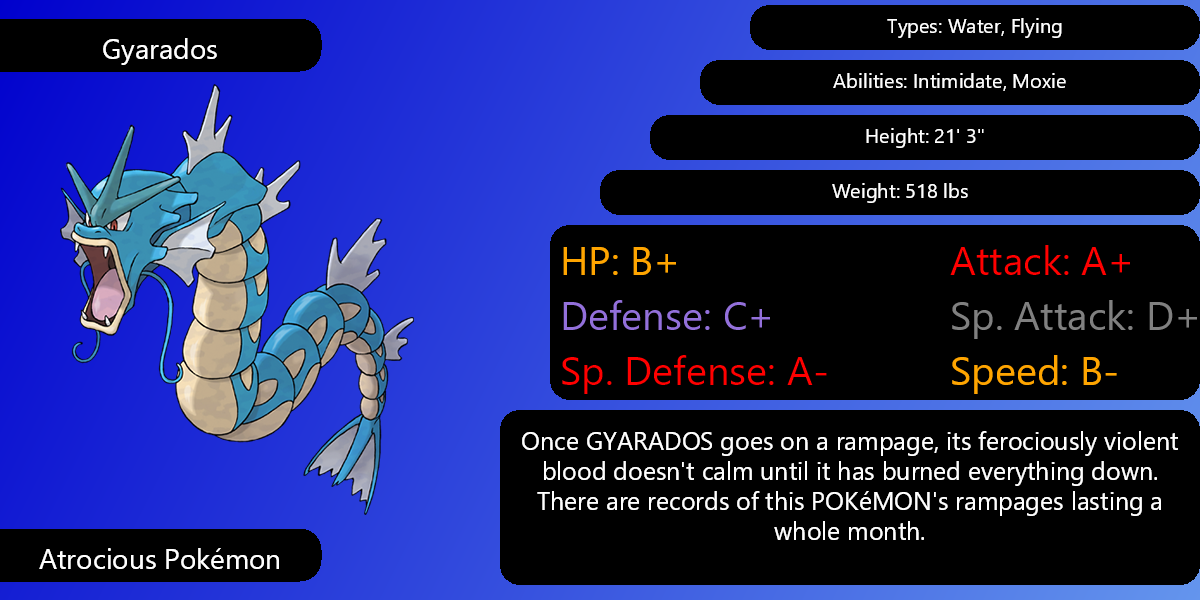 Gyarados
Types: Water, Flying
Abilities: Intimidate, Moxie
Height: 21' 3"
Weight: 518 lbs
HP: B+ Attack: A+
Defense: C+ Sp. Attack: D+
Sp. Defense: A- Speed: B-
Once GYARADOS goes on a rampage, its ferociously violent
blood doesn't calm until it has burned everything down.
There are records of this POKéMON's rampages lasting a
whole month.
Atrocious Pokémon